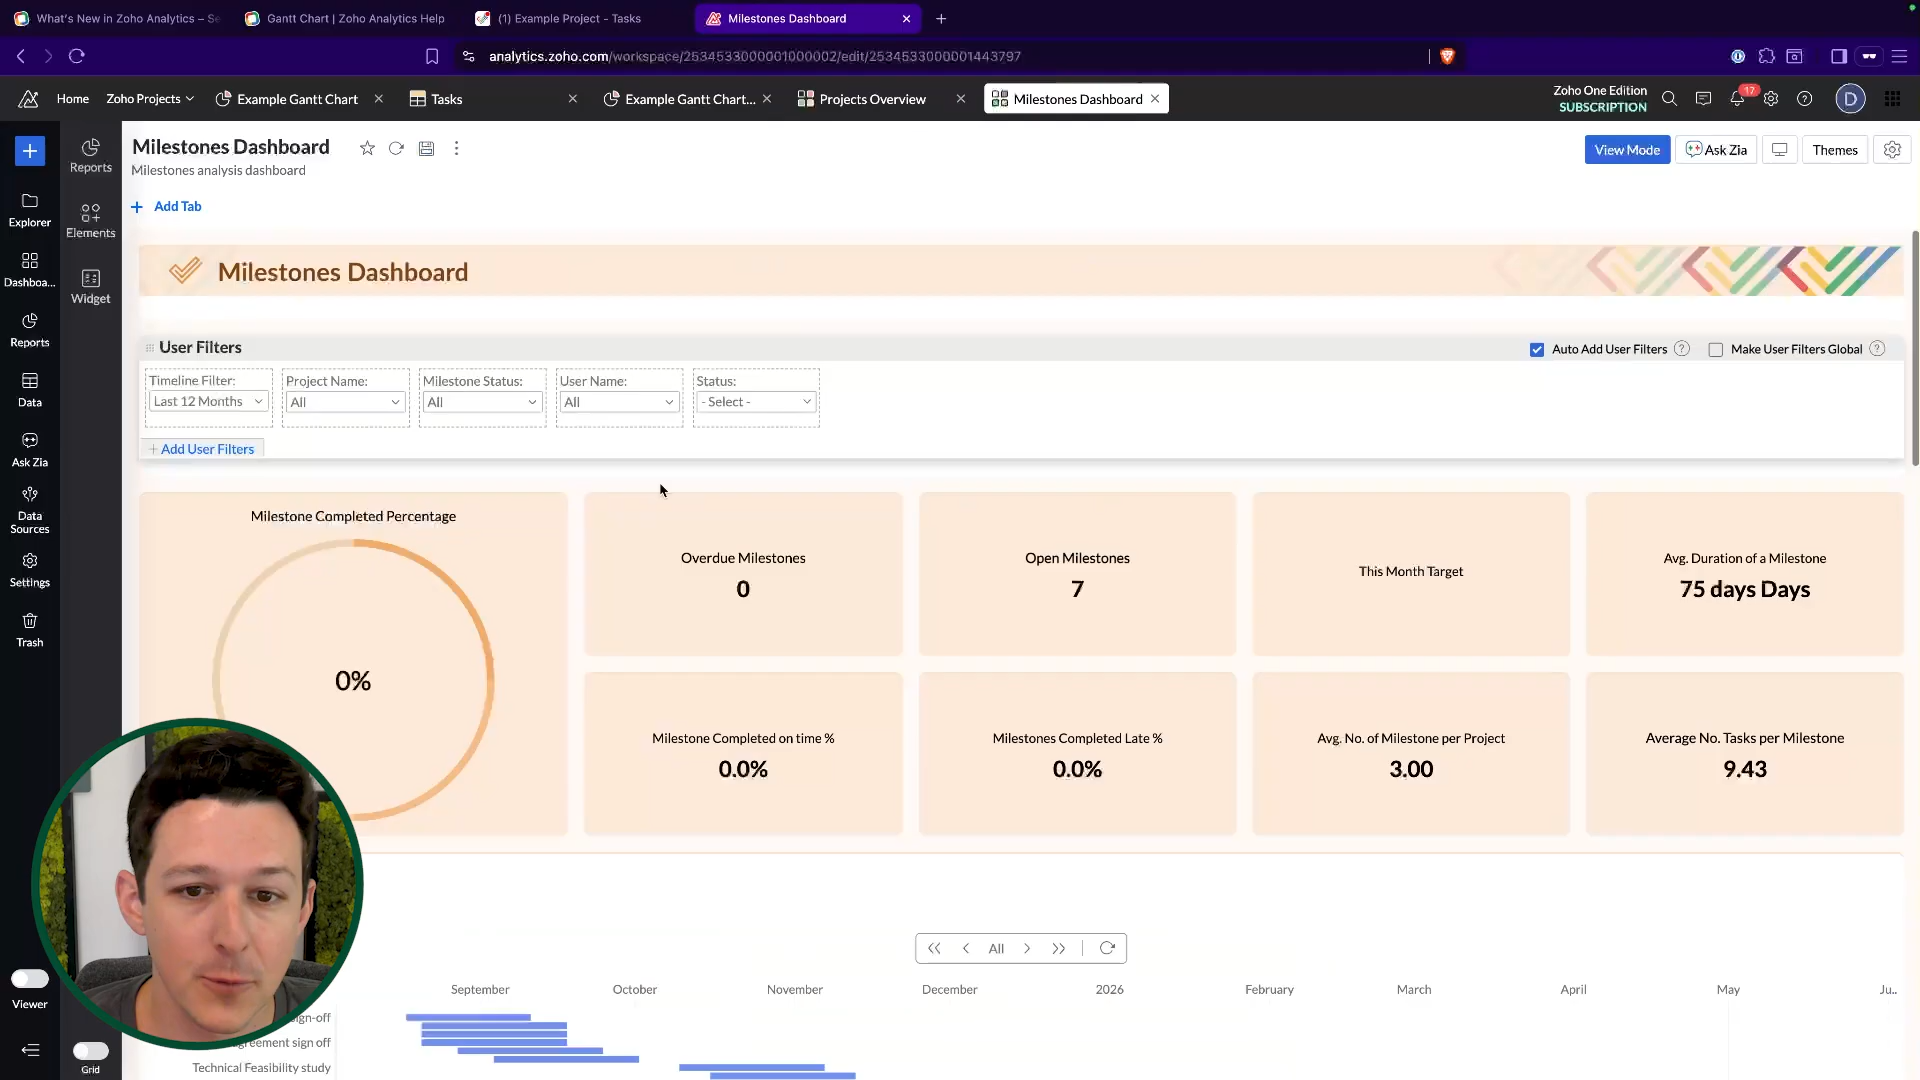 What's New in Zoho Analytics – Se
Gantt Chart | Zoho Analytics Help
(1) Example Project - Tasks
Milestones Dashboard
analytics.zoho.com/workspace/2534533000001000002/edit/2534533000001443797
Home
Zoho Projects
Example Gantt Chart
Tasks
Example Gantt Chart...
Projects Overview
Milestones Dashboard
Zoho One Edition
SUBSCRIPTION
17
D
Explorer
Dashboa...
Reports
Data
Ask Zia
Data
Sources
Settings
Trash
Viewer
Reports
Elements
Widget
Grid
Milestones Dashboard
Milestones analysis dashboard
View Mode
Ask Zia
Themes
Add Tab
Milestones Dashboard
User Filters
Auto Add User Filters
Make User Filters Global
Timeline Filter:
Last 12 Months
Project Name:
All
Milestone Status:
All
User Name:
All
Status:
- Select -
+ Add User Filters
Milestone Completed Percentage
0%
Overdue Milestones
0
Open Milestones
7
This Month Target
Avg. Duration of a Milestone
75 days Days
Milestone Completed on time %
0.0%
Milestones Completed Late %
0.0%
Avg. No. of Milestone per Project
3.00
Average No. Tasks per Milestone
9.43
All
September
October
November
December
2026
February
March
April
May
Ju..
ign-off
greement sign off
Technical Feasibility study